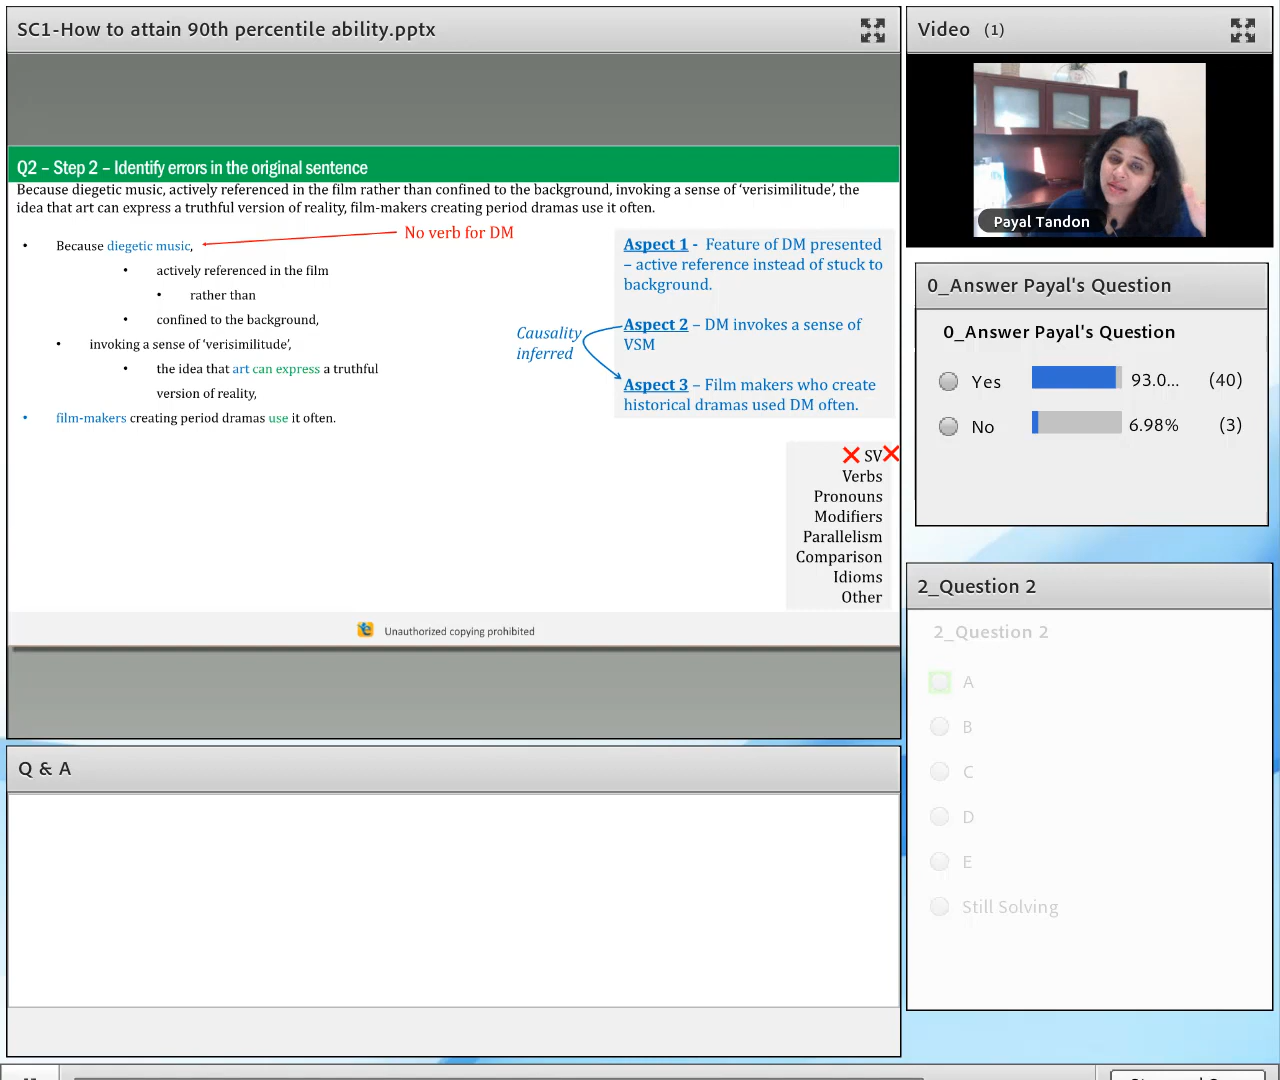 SC1-How to attain 90th percentile ability.pptx
Q2 – Step 2 – Identify errors in the original sentence
Because diegetic music, actively referenced in the film rather than confined to the background, invoking a sense of ‘verisimilitude’, the
idea that art can express a truthful version of reality, film-makers creating period dramas use it often.
No verb for DM
• Because diegetic music,
• actively referenced in the film
• rather than
• confined to the background,
• invoking a sense of ‘verisimilitude’,
• the idea that art can express a truthful
version of reality,
• film-makers creating period dramas use it often.
Causality
inferred
Aspect 1 - Feature of DM presented
– active reference instead of stuck to
background.
Aspect 2 – DM invokes a sense of
VSM
Aspect 3 – Film makers who create
historical dramas used DM often.
SV
Verbs
Pronouns
Modifiers
Parallelism
Comparison
Idioms
Other
Unauthorized copying prohibited
Q & A
Video (1)
Payal Tandon
0_Answer Payal's Question
0_Answer Payal's Question
Yes 93.0... (40)
No 6.98% (3)
2_Question 2
2_Question 2
A
B
C
D
E
Still Solving